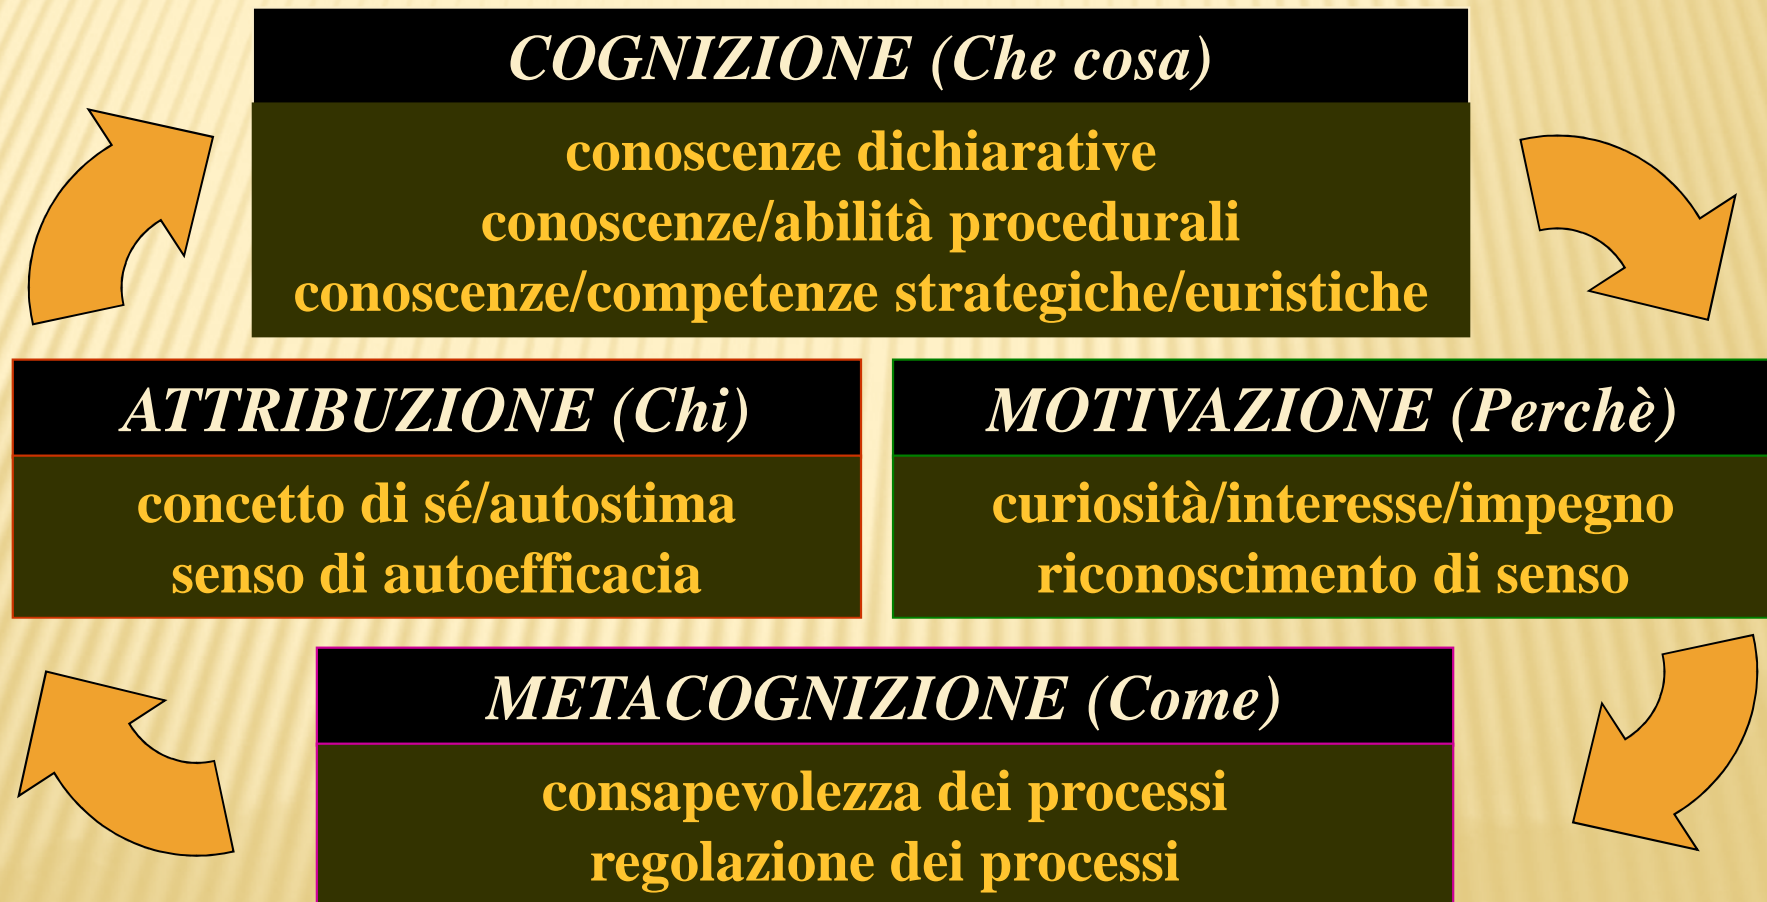 COGNIZIONE (Che cosa)
conoscenze dichiarative
conoscenze/abilità procedurali
conoscenze/competenze strategiche/euristiche
ATTRIBUZIONE (Chi)
concetto di sé/autostima
senso di autoefficacia
MOTIVAZIONE (Perchè)
curiosità/interesse/impegno
riconoscimento di senso
METACOGNIZIONE (Come)
consapevolezza dei processi
regolazione dei processi